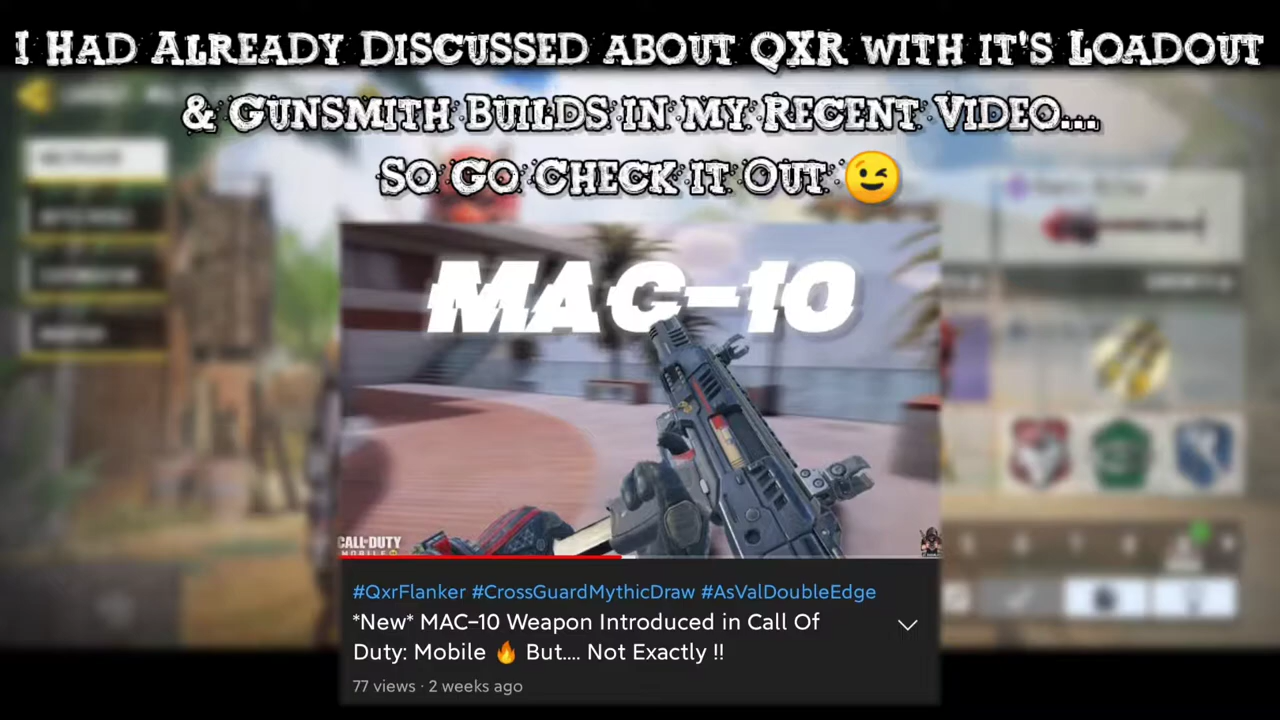 I Had Already Discussed about QXR with it's Loadout
& Gunsmith Builds in my Recent Video...
So Go Check it Out 😉
MAC-10
CALL OF DUTY
MOBILE
#QxrFlanker #CrossGuardMythicDraw #AsValDoubleEdge
*New* MAC-10 Weapon Introduced in Call Of
Duty: Mobile 🔥 But.... Not Exactly !!
77 views · 2 weeks ago